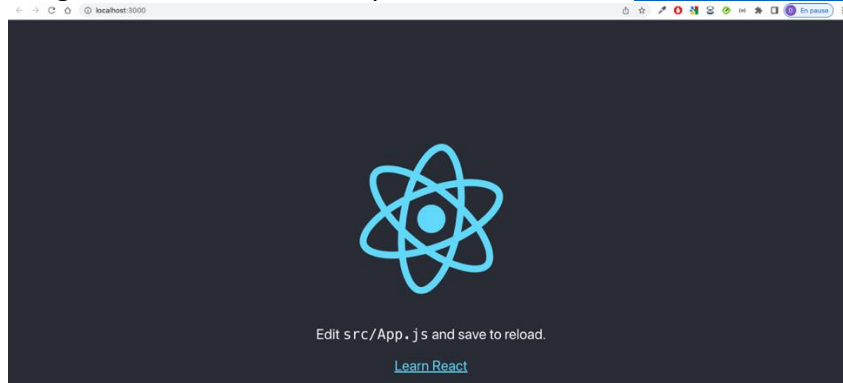 localhost:3000
En pause
Edit src/App.js and save to reload.
Learn React